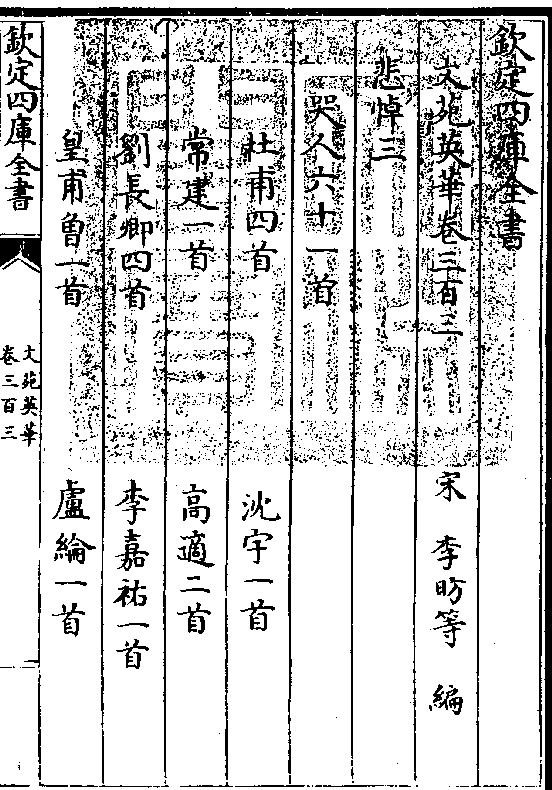 欽定四庫全書
文苑英華卷三百三
宋 李昉等 編
悲悼三
哭人六十一首
杜甫四首
沈宇一首
常建一首
高適二首
劉長卿四首
李嘉祐一首
皇甫曾一首
盧綸一首
欽定四庫全書
文苑英華
卷三百三